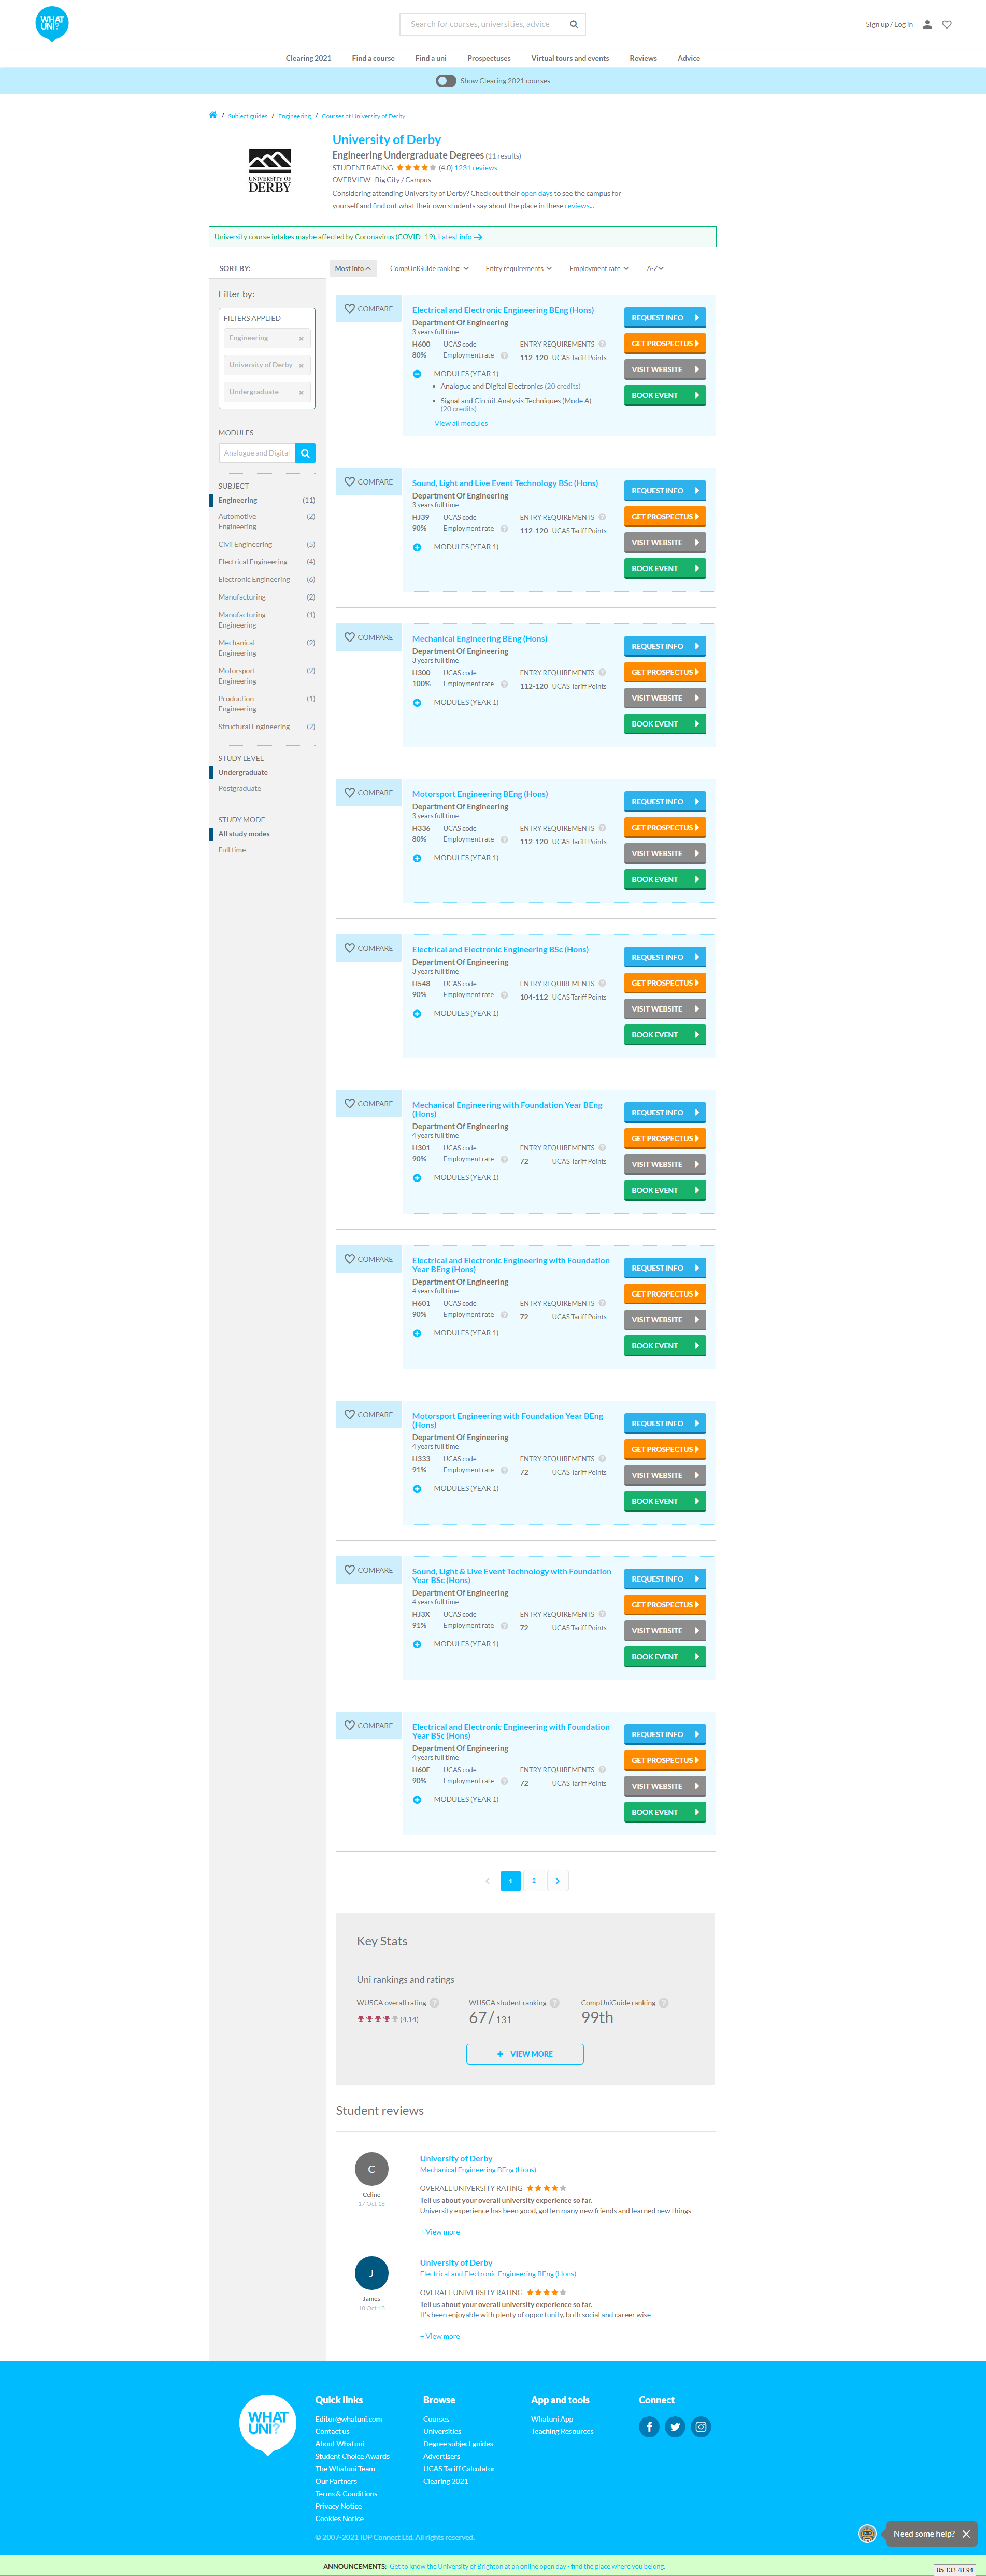 WHAT
UNI?
Search for courses, universities, advice
Sign up / Log in
Clearing 2021 Find a course Find a uni Prospectuses Virtual tours and events Reviews Advice
Show Clearing 2021 courses
/ Subject guides / Engineering / Courses at University of Derby
UNIVERSITY OF
DERBY
University of Derby
Engineering Undergraduate Degrees (11 results)
STUDENT RATING (4.0) 1231 reviews
OVERVIEW Big City / Campus
Considering attending University of Derby? Check out their open days to see the campus for
yourself and find out what their own students say about the place in these reviews...
University course intakes maybe affected by Coronavirus (COVID -19). Latest info
SORT BY: Most info CompUniGuide ranking Entry requirements Employment rate A-Z
Filter by:
FILTERS APPLIED
Engineering ×
University of Derby ×
Undergraduate ×
MODULES
Analogue and Digital
SUBJECT
Engineering (11)
Automotive Engineering (2)
Civil Engineering (5)
Electrical Engineering (4)
Electronic Engineering (6)
Manufacturing (2)
Manufacturing Engineering (1)
Mechanical Engineering (2)
Motorsport Engineering (2)
Production Engineering (1)
Structural Engineering (2)
STUDY LEVEL
Undergraduate
Postgraduate
STUDY MODE
All study modes
Full time
COMPARE
Electrical and Electronic Engineering BEng (Hons)
Department Of Engineering
3 years full time
H600 UCAS code ENTRY REQUIREMENTS ?
80% Employment rate ? 112-120 UCAS Tariff Points
MODULES (YEAR 1)
• Analogue and Digital Electronics (20 credits)
• Signal and Circuit Analysis Techniques (Mode A)
(20 credits)
View all modules
REQUEST INFO
GET PROSPECTUS
VISIT WEBSITE
BOOK EVENT
COMPARE
Sound, Light and Live Event Technology BSc (Hons)
Department Of Engineering
3 years full time
HJ39 UCAS code ENTRY REQUIREMENTS ?
90% Employment rate ? 112-120 UCAS Tariff Points
MODULES (YEAR 1)
REQUEST INFO
GET PROSPECTUS
VISIT WEBSITE
BOOK EVENT
COMPARE
Mechanical Engineering BEng (Hons)
Department Of Engineering
3 years full time
H300 UCAS code ENTRY REQUIREMENTS ?
100% Employment rate ? 112-120 UCAS Tariff Points
MODULES (YEAR 1)
REQUEST INFO
GET PROSPECTUS
VISIT WEBSITE
BOOK EVENT
COMPARE
Motorsport Engineering BEng (Hons)
Department Of Engineering
3 years full time
H336 UCAS code ENTRY REQUIREMENTS ?
80% Employment rate ? 112-120 UCAS Tariff Points
MODULES (YEAR 1)
REQUEST INFO
GET PROSPECTUS
VISIT WEBSITE
BOOK EVENT
COMPARE
Electrical and Electronic Engineering BSc (Hons)
Department Of Engineering
3 years full time
H548 UCAS code ENTRY REQUIREMENTS ?
90% Employment rate ? 104-112 UCAS Tariff Points
MODULES (YEAR 1)
REQUEST INFO
GET PROSPECTUS
VISIT WEBSITE
BOOK EVENT
COMPARE
Mechanical Engineering with Foundation Year BEng
(Hons)
Department Of Engineering
4 years full time
H301 UCAS code ENTRY REQUIREMENTS ?
90% Employment rate ? 72 UCAS Tariff Points
MODULES (YEAR 1)
REQUEST INFO
GET PROSPECTUS
VISIT WEBSITE
BOOK EVENT
COMPARE
Electrical and Electronic Engineering with Foundation
Year BEng (Hons)
Department Of Engineering
4 years full time
H601 UCAS code ENTRY REQUIREMENTS ?
90% Employment rate ? 72 UCAS Tariff Points
MODULES (YEAR 1)
REQUEST INFO
GET PROSPECTUS
VISIT WEBSITE
BOOK EVENT
COMPARE
Motorsport Engineering with Foundation Year BEng
(Hons)
Department Of Engineering
4 years full time
H333 UCAS code ENTRY REQUIREMENTS ?
91% Employment rate ? 72 UCAS Tariff Points
MODULES (YEAR 1)
REQUEST INFO
GET PROSPECTUS
VISIT WEBSITE
BOOK EVENT
COMPARE
Sound, Light & Live Event Technology with Foundation
Year BSc (Hons)
Department Of Engineering
4 years full time
HJ3X UCAS code ENTRY REQUIREMENTS ?
91% Employment rate ? 72 UCAS Tariff Points
MODULES (YEAR 1)
REQUEST INFO
GET PROSPECTUS
VISIT WEBSITE
BOOK EVENT
COMPARE
Electrical and Electronic Engineering with Foundation
Year BSc (Hons)
Department Of Engineering
4 years full time
H60F UCAS code ENTRY REQUIREMENTS ?
90% Employment rate ? 72 UCAS Tariff Points
MODULES (YEAR 1)
REQUEST INFO
GET PROSPECTUS
VISIT WEBSITE
BOOK EVENT
1 2
Key Stats
Uni rankings and ratings
WUSCA overall rating ? WUSCA student ranking ? CompUniGuide ranking ?
(4.14) 67 / 131 99th
+ VIEW MORE
Student reviews
C
Celine
17 Oct 18
University of Derby
Mechanical Engineering BEng (Hons)
OVERALL UNIVERSITY RATING
Tell us about your overall university experience so far.
University experience has been good, gotten many new friends and learned new things
+ View more
J
James
18 Oct 18
University of Derby
Electrical and Electronic Engineering BEng (Hons)
OVERALL UNIVERSITY RATING
Tell us about your overall university experience so far.
It's been enjoyable with plenty of opportunity, both social and career wise
+ View more
WHAT
UNI?
Quick links
Editor@whatuni.com
Contact us
About Whatuni
Student Choice Awards
The Whatuni Team
Our Partners
Terms & Conditions
Privacy Notice
Cookies Notice
Browse
Courses
Universities
Degree subject guides
Advertisers
UCAS Tariff Calculator
Clearing 2021
App and tools
Whatuni App
Teaching Resources
Connect
© 2007-2021 IDP Connect Ltd. All rights reserved.
Need some help?
ANNOUNCEMENTS: Get to know the University of Brighton at an online open day - find the place where you belong.
85.133.48.94